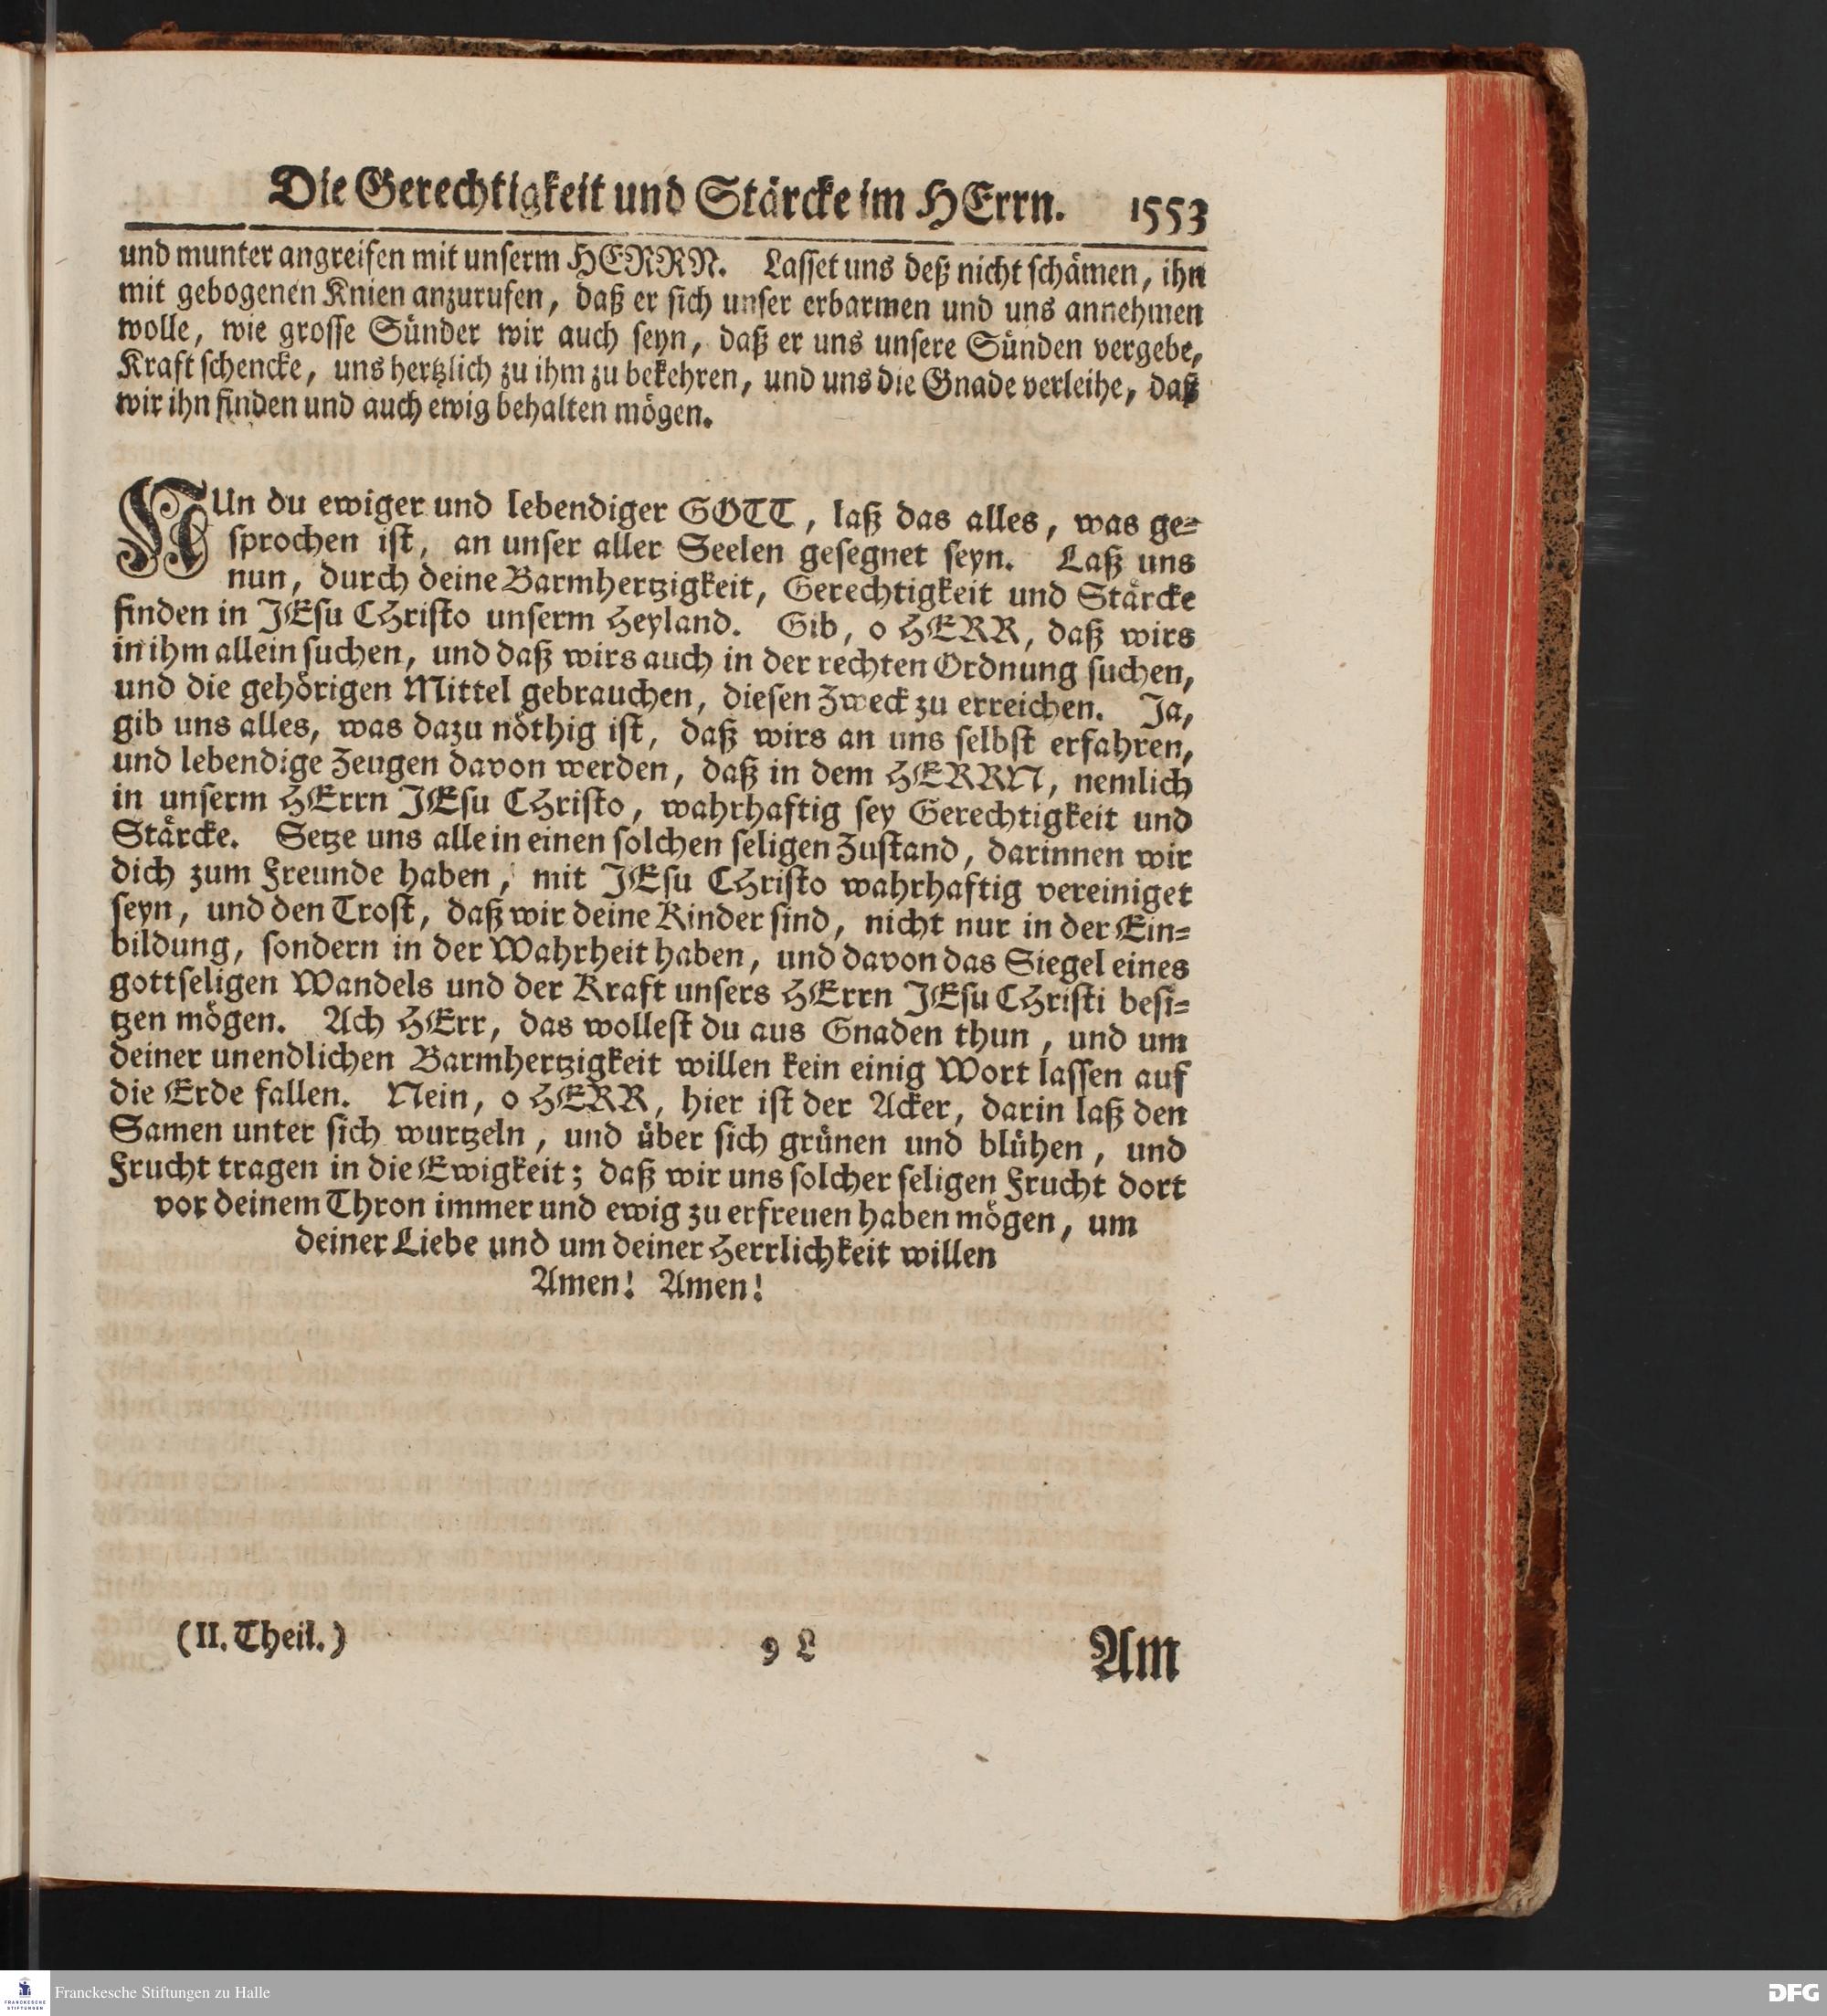 Die Gerechtigkeit und Stärcke im HErrn. 1553
und munter angreifen mit unserm HERRN. Lasset uns deß nicht schämen, ihn
mit gebogenen Knien anzurufen, daß er sich unser erbarmen und uns annehmen
wolle, wie grosse Sünder wir auch seyn, daß er uns unsere Sünden vergebe,
Kraft schencke, uns hertzlich zu ihm zu bekehren, und uns die Gnade verleihe, daß
wir ihn finden und auch ewig behalten mögen.
NUn du ewiger und lebendiger GOTT, laß das alles, was ge-
sprochen ist, an unser aller Seelen gesegnet seyn. Laß uns
nun, durch deine Barmhertzigkeit, Gerechtigkeit und Stärcke
finden in JEsu CHristo unserm Heyland. Gib, o HERR, daß wirs
in ihm allein suchen, und daß wirs auch in der rechten Ordnung suchen,
und die gehörigen Mittel gebrauchen, diesen Zweck zu erreichen. Ja,
gib uns alles, was dazu nöthig ist, daß wirs an uns selbst erfahren,
und lebendige Zeugen davon werden, daß in dem HERRN, nemlich
in unserm HErrn JEsu CHristo, wahrhaftig sey Gerechtigkeit und
Stärcke. Setze uns alle in einen solchen seligen Zustand, darinnen wir
dich zum Freunde haben, mit JEsu CHristo wahrhaftig vereiniget
seyn, und den Trost, daß wir deine Kinder sind, nicht nur in der Ein-
bildung, sondern in der Wahrheit haben, und davon das Siegel eines
gottseligen Wandels und der Kraft unsers HErrn JEsu CHristi besi-
tzen mögen. Ach HErr, das wollest du aus Gnaden thun, und um
deiner unendlichen Barmhertzigkeit willen kein einig Wort lassen auf
die Erde fallen. Nein, o HERR, hier ist der Acker, darin laß den
Samen unter sich wurtzeln, und über sich grünen und blühen, und
Frucht tragen in die Ewigkeit; daß wir uns solcher seligen Frucht dort
vor deinem Thron immer und ewig zu erfreuen haben mögen, um
deiner Liebe und um deiner Herrlichkeit willen
Amen! Amen!
(II. Theil.) 9 L Am
FRANCKESCHE
STIFTUNGEN
Franckesche Stiftungen zu Halle
DFG